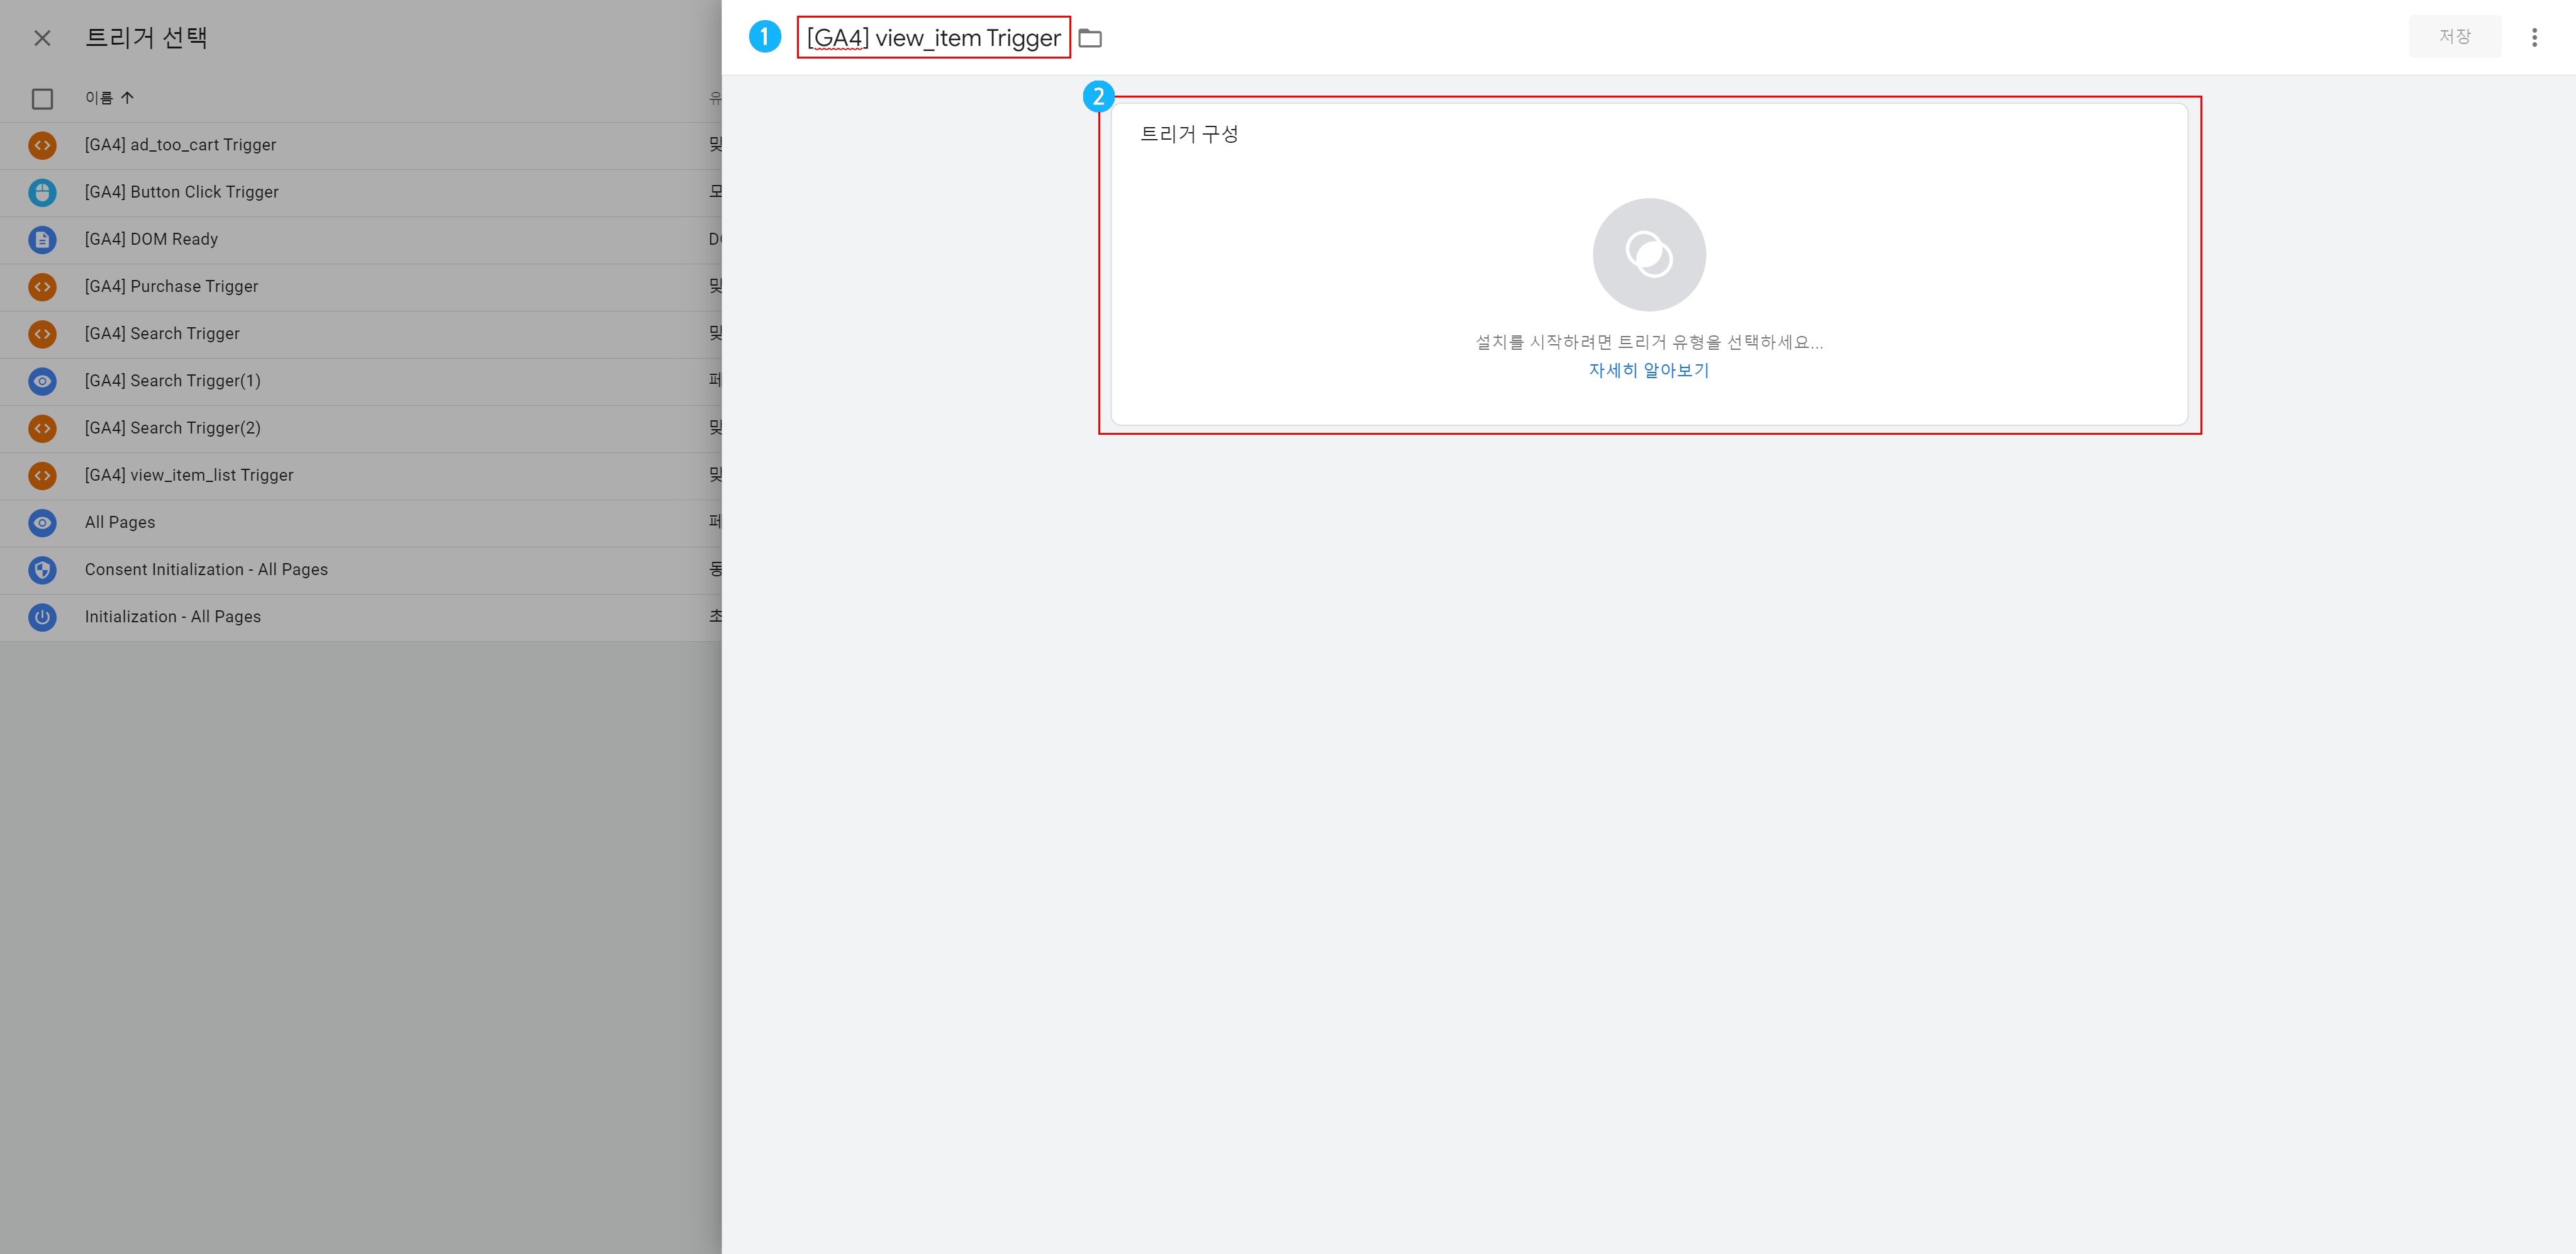 트리거 선택
이름
유
[GA4] ad_too_cart Trigger
맞
[GA4] Button Click Trigger
모
[GA4] DOM Ready
[GA4] Purchase Trigger
맞
[GA4] Search Trigger
맞
[GA4] Search Trigger(1)
페
[GA4] Search Trigger(2)
맞
[GA4] view_item_list Trigger
맞
All Pages
페
Consent Initialization - All Pages
동
Initialization - All Pages
초
1
[GA4] view_item Trigger
저장
2
트리거 구성
설치를 시작하려면 트리거 유형을 선택하세요...
자세히 알아보기